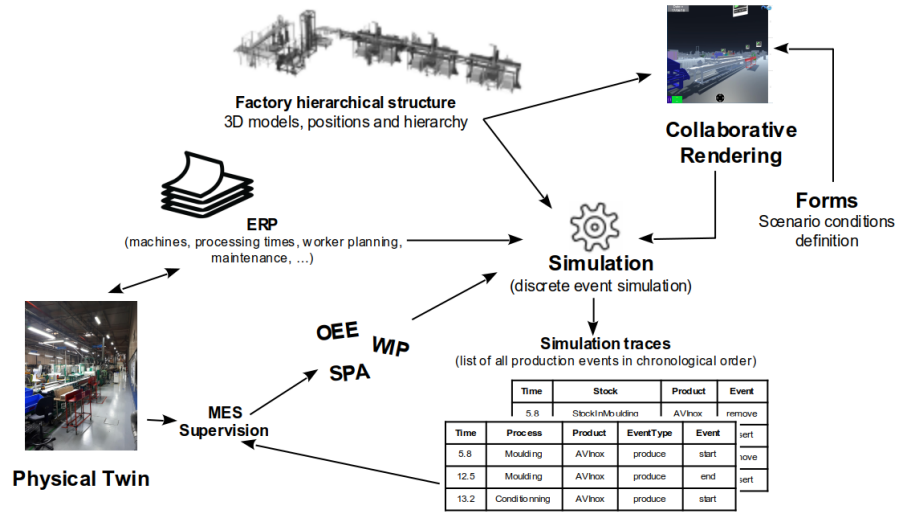 Factory hierarchical structure
3D models, positions and hierarchy
Collaborative
Rendering
Forms
Scenario conditions
definition
ERP
(machines, processing times, worker planning,
maintenance, ...)
Simulation
(discrete event simulation)
OEE
WIP
SPA
Simulation traces
(list of all production events in chronological order)
MES
Supervision
Physical Twin
Time Stock Product Event
5.8 StockInMoulding AVInox remove
Time Process Product EventType Event
5.8 Moulding AVInox produce start
12.5 Moulding AVInox produce end
13.2 Conditionning AVInox produce start